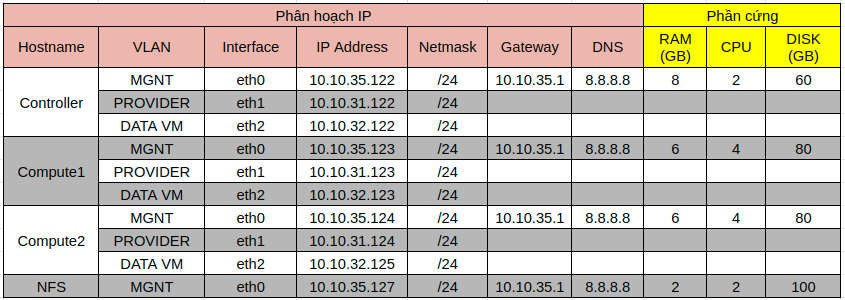 Phân hoạch IP Phần cứng
Hostname VLAN Interface IP Address Netmask Gateway DNS RAM (GB) CPU DISK (GB)
Controller MGNT eth0 10.10.35.122 /24 10.10.35.1 8.8.8.8 8 2 60
PROVIDER eth1 10.10.31.122 /24
DATA VM eth2 10.10.32.122 /24
Compute1 MGNT eth0 10.10.35.123 /24 10.10.35.1 8.8.8.8 6 4 80
PROVIDER eth1 10.10.31.123 /24
DATA VM eth2 10.10.32.123 /24
Compute2 MGNT eth0 10.10.35.124 /24 10.10.35.1 8.8.8.8 6 4 80
PROVIDER eth1 10.10.31.124 /24
DATA VM eth2 10.10.32.125 /24
NFS MGNT eth0 10.10.35.127 /24 10.10.35.1 8.8.8.8 2 2 100